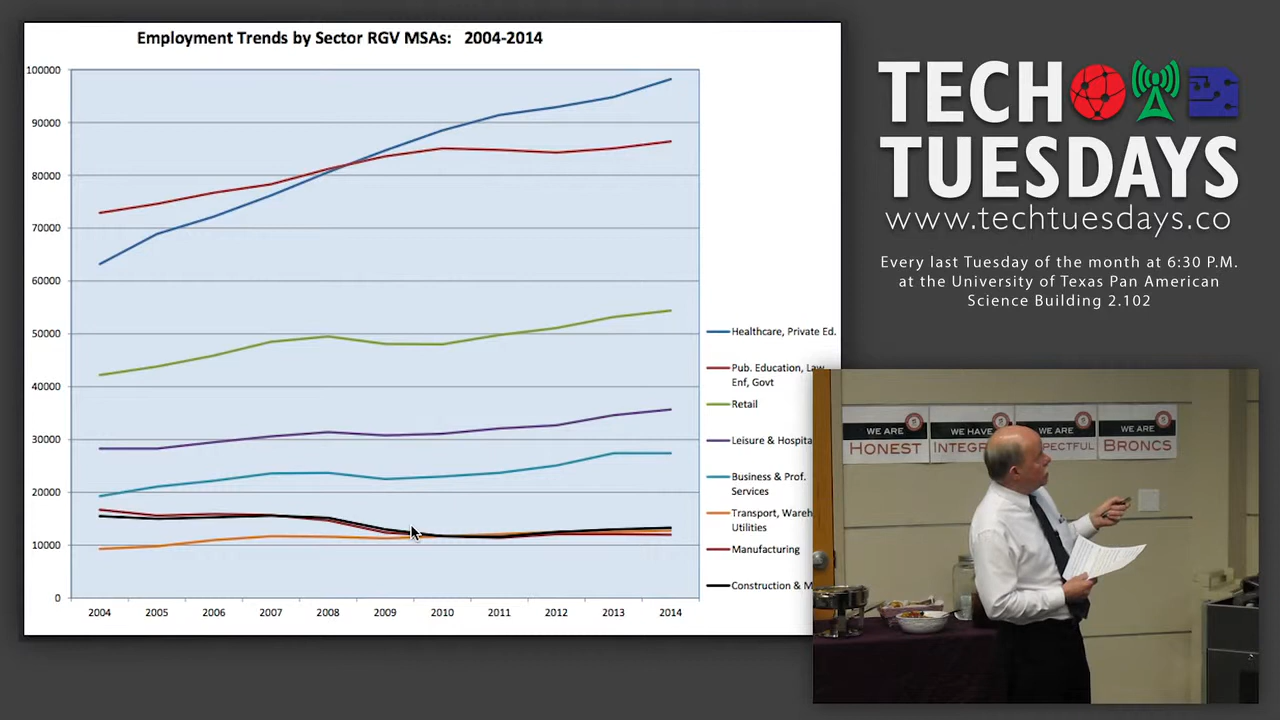 Employment Trends by Sector RGV MSAs: 2004-2014
100000
90000
80000
70000
60000
50000
40000
30000
20000
10000
0
2004 2005 2006 2007 2008 2009 2010 2011 2012 2013 2014
Healthcare, Private Ed.
Pub. Education, Law
Enf, Govt
Retail
Leisure & Hospita
Business & Prof.
Services
Transport, Wareh
Utilities
Manufacturing
Construction & M
TECH
TUESDAYS
www.techtuesdays.co
Every last Tuesday of the month at 6:30 P.M.
at the University of Texas Pan American
Science Building 2.102
WE ARE
HONEST
WE HAVE
INTEGR
ARE
PECTFUL
WE ARE
BRONCS